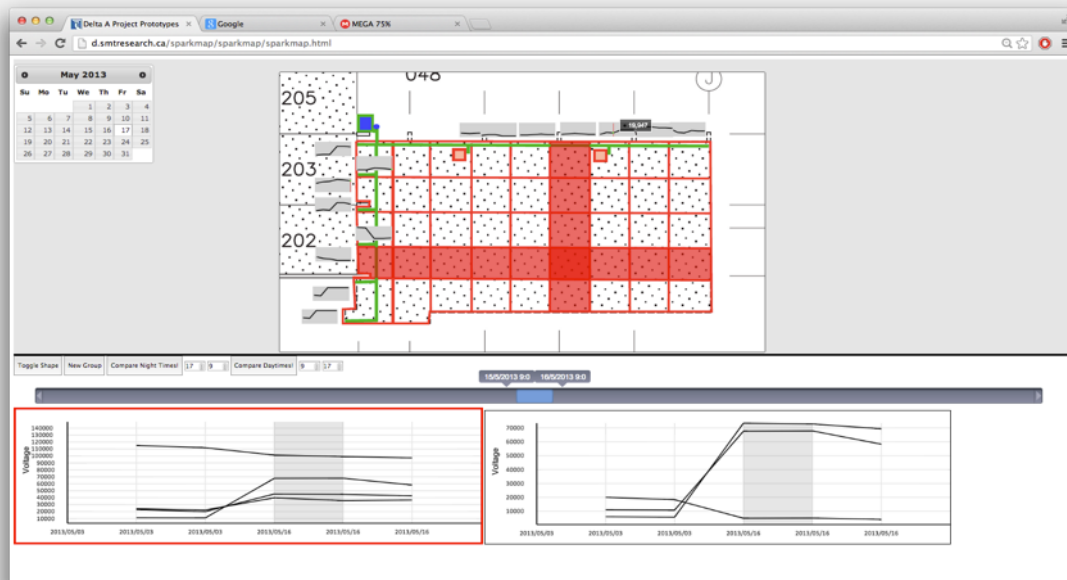 Delta A Project Prototypes
Google
MEGA 75%
d.smtresearch.ca/sparkmap/sparkmap/sparkmap.html
May 2013
Su Mo Tu We Th Fr Sa
1 2 3 4
5 6 7 8 9 10 11
12 13 14 15 16 17 18
19 20 21 22 23 24 25
26 27 28 29 30 31
048
J
205
19,947
203
202
Toggle Shape New Group Compare Night Times! 17 9 Compare Daytimes! 9 17
15/5/2013 9:0 16/5/2013 9:0
Voltage
140000
130000
120000
110000
100000
90000
80000
70000
60000
50000
40000
30000
20000
10000
2013/05/09 2013/05/03 2013/05/09 2013/05/16 2013/05/16 2013/05/16
Voltage
70000
60000
50000
40000
30000
20000
10000
2013/05/09 2013/05/03 2013/05/09 2013/05/16 2013/05/16 2013/05/16